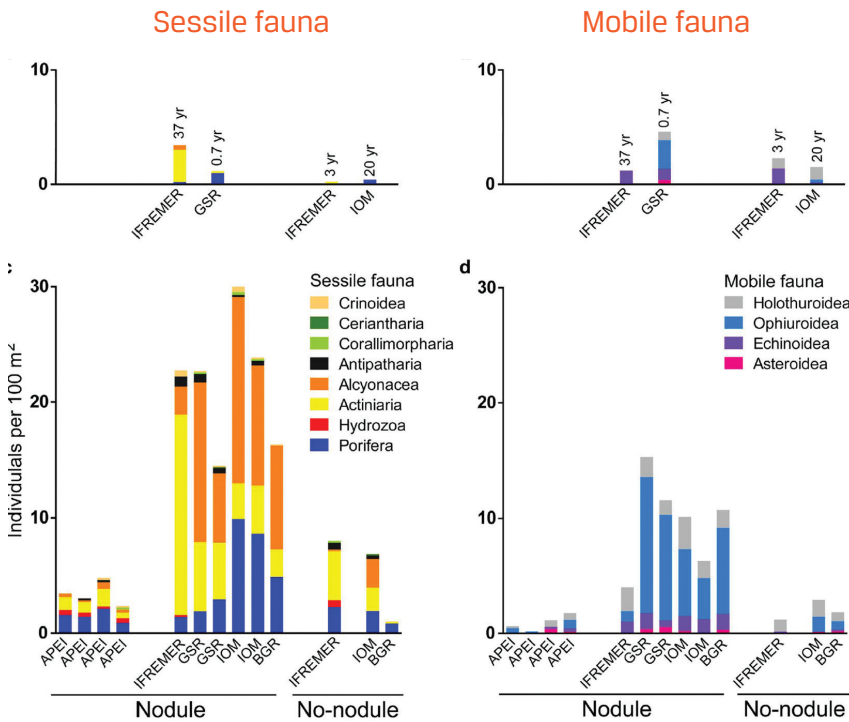 Sessile fauna
Mobile fauna
10
0
37 yr
0.7 yr
3 yr
20 yr
IFREMER
GSR
IFREMER
IOM
10
0
37 yr
0.7 yr
3 yr
20 yr
IFREMER
GSR
IFREMER
IOM
Individulals per 100 m²
30
20
10
0
Sessile fauna
Crinoidea
Ceriantharia
Corallimorpharia
Antipatharia
Alcyonacea
Actiniaria
Hydrozoa
Porifera
APEI
APEI
APEI
APEI
IFREMER
GSR
GSR
IOM
IOM
BGR
IFREMER
IOM
BGR
Nodule
No-nodule
d
30
20
10
0
Mobile fauna
Holothuroidea
Ophiuroidea
Echinoidea
Asteroidea
APEI
APEI
APEI
APEI
IFREMER
GSR
GSR
IOM
IOM
BGR
IFREMER
IOM
BGR
Nodule
No-nodule